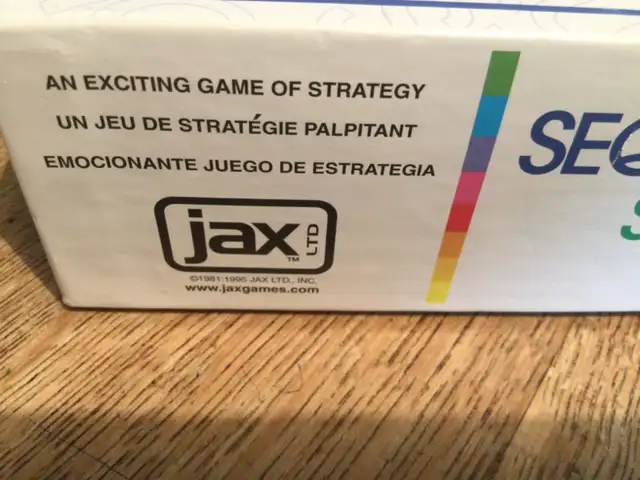 AN EXCITING GAME OF STRATEGY
UN JEU DE STRATÉGIE PALPITANT
EMOCIONANTE JUEGO DE ESTRATEGIA
jax LTD
TM
©1981,1995 JAX LTD., INC.
www.jaxgames.com
SEQ
S